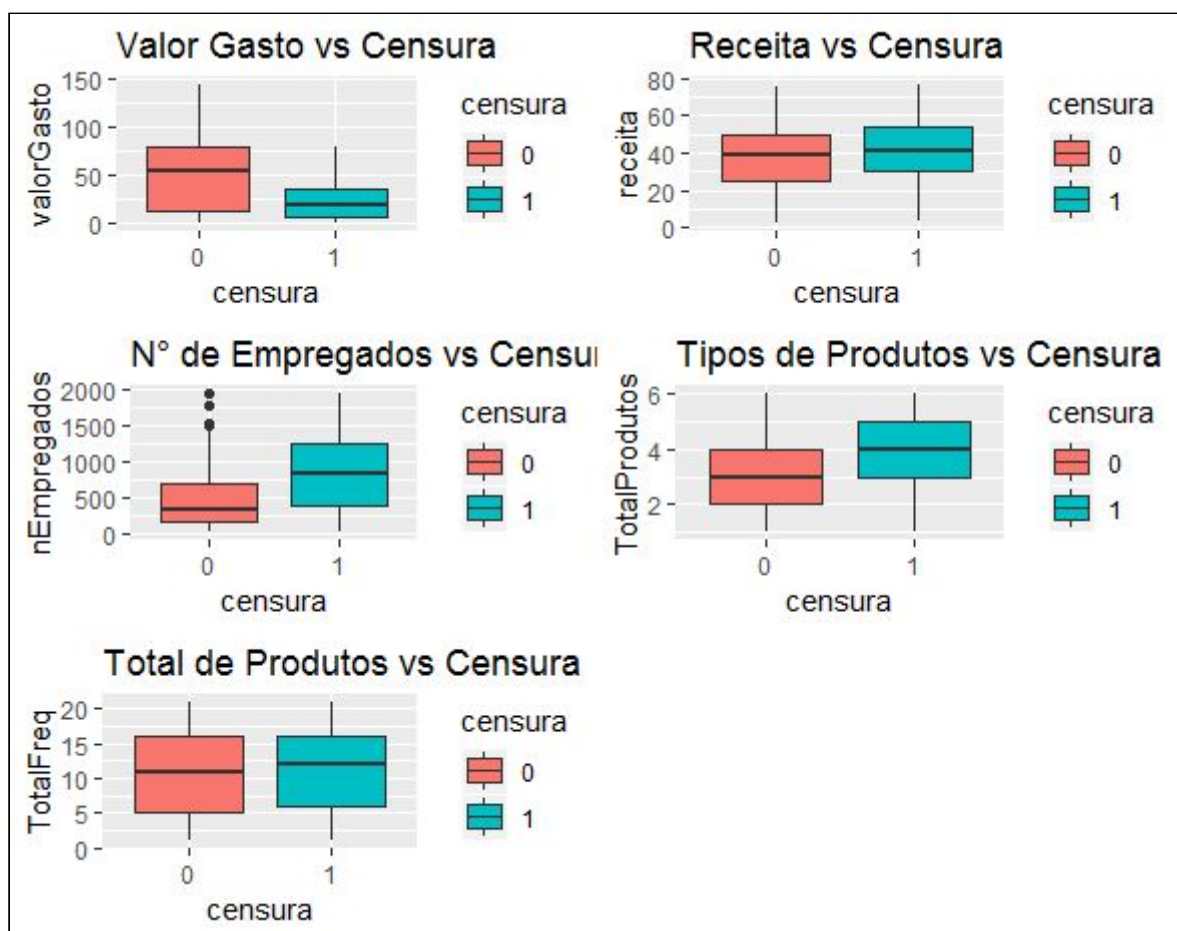 Valor Gasto vs Censura
valorGasto
150
100
50
0
0
1
censura
censura
0
1
Receita vs Censura
receita
80
60
40
20
0
0
1
censura
censura
0
1
N° de Empregados vs Censur
nEmpregados
2000
1500
1000
500
0
0
1
censura
censura
0
1
Tipos de Produtos vs Censura
TotalProdutos
6
4
2
0
1
censura
censura
0
1
Total de Produtos vs Censura
TotalFreq
20
15
10
5
0
0
1
censura
censura
0
1